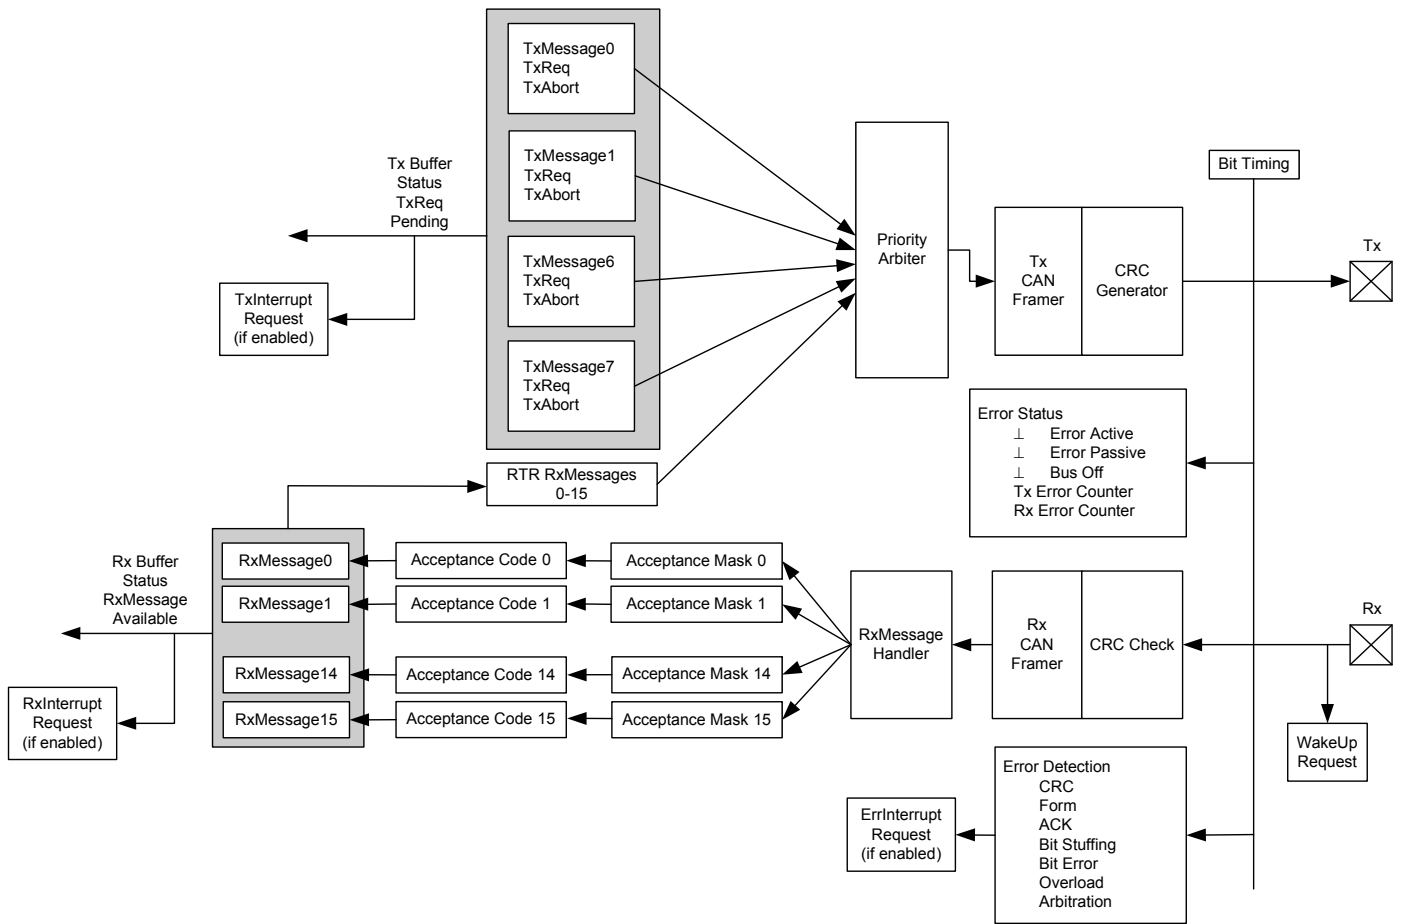 TxMessage0
TxReq
TxAbort
TxMessage1
TxReq
TxAbort
TxMessage6
TxReq
TxAbort
TxMessage7
TxReq
TxAbort
Tx Buffer
Status
TxReq
Pending
TxInterrupt
Request
(if enabled)
Priority
Arbiter
Tx
CAN
Framer
CRC
Generator
Bit Timing
Tx
Error Status
⊥ Error Active
⊥ Error Passive
⊥ Bus Off
Tx Error Counter
Rx Error Counter
RTR RxMessages
0-15
Rx Buffer
Status
RxMessage
Available
RxInterrupt
Request
(if enabled)
RxMessage0
Acceptance Code 0
Acceptance Mask 0
RxMessage1
Acceptance Code 1
Acceptance Mask 1
RxMessage14
Acceptance Code 14
Acceptance Mask 14
RxMessage15
Acceptance Code 15
Acceptance Mask 15
RxMessage
Handler
Rx
CAN
Framer
CRC Check
Rx
WakeUp
Request
Error Detection
CRC
Form
ACK
Bit Stuffing
Bit Error
Overload
Arbitration
ErrInterrupt
Request
(if enabled)